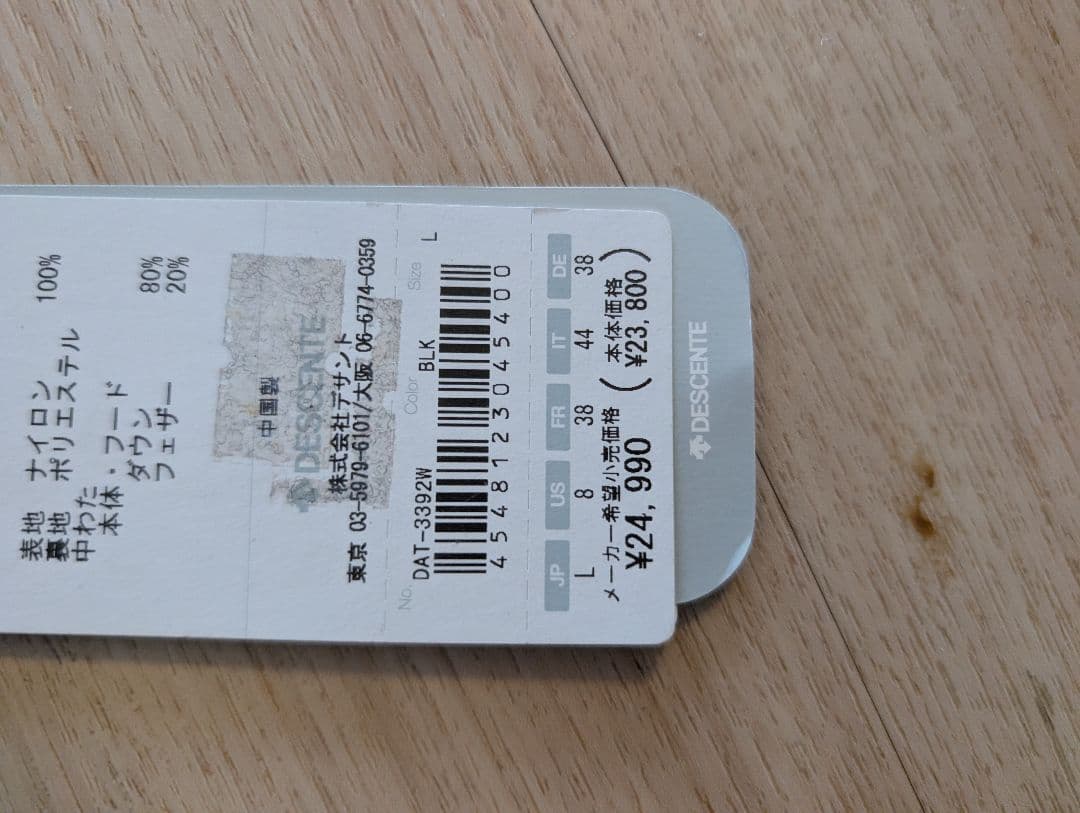 表地 ナイロン 100%
裏地 ポリエステル
中わた
本体・フード
ダウン 80%
フェザー 20%
中国製
DESCENTE
株式会社デサント
東京 03-5979-6101/大阪 06-6774-0359
No. Color Size
DAT-3392W BLK L
4548123045400
JP US FR IT DE
L 8 38 44 38
メーカー希望小売価格 (本体価格)
¥24,990 ¥23,800
DESCENTE